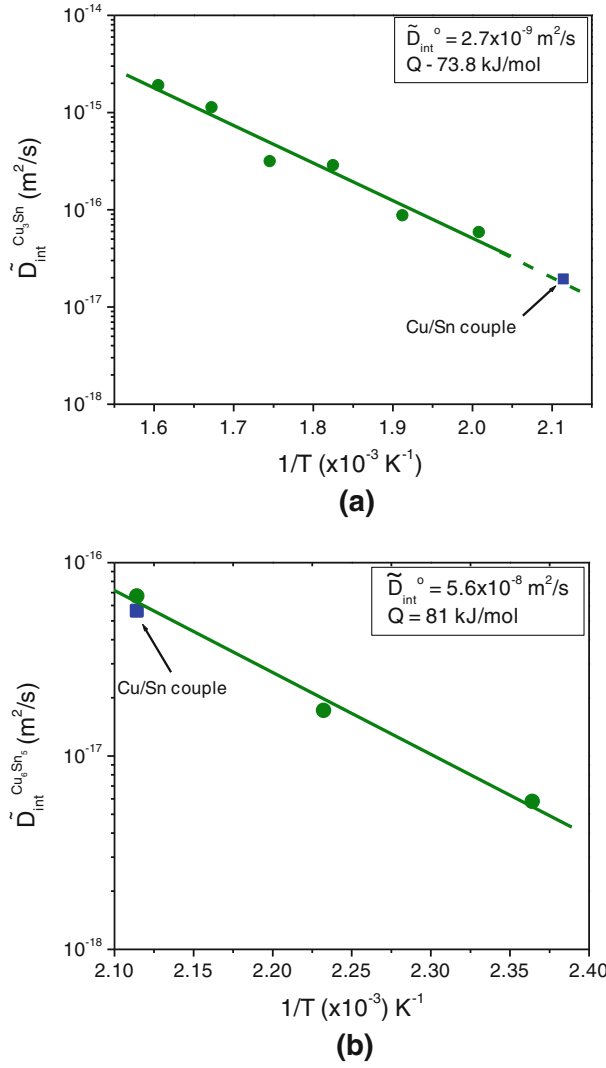 10⁻¹⁴
D̃ᵢₙₜ° = 2.7x10⁻⁹ m²/s
Q - 73.8 kJ/mol
10⁻¹⁵
10⁻¹⁶
10⁻¹⁷
10⁻¹⁸
D̃ᵢₙₜ^Cu₃Sn (m²/s)
Cu/Sn couple
1.6 1.7 1.8 1.9 2.0 2.1
1/T (x10⁻³ K⁻¹)
(a)
10⁻¹⁶
D̃ᵢₙₜ° = 5.6x10⁻⁸ m²/s
Q = 81 kJ/mol
Cu/Sn couple
10⁻¹⁷
10⁻¹⁸
D̃ᵢₙₜ^Cu₆Sn₅ (m²/s)
2.10 2.15 2.20 2.25 2.30 2.35 2.40
1/T (x10⁻³) K⁻¹
(b)